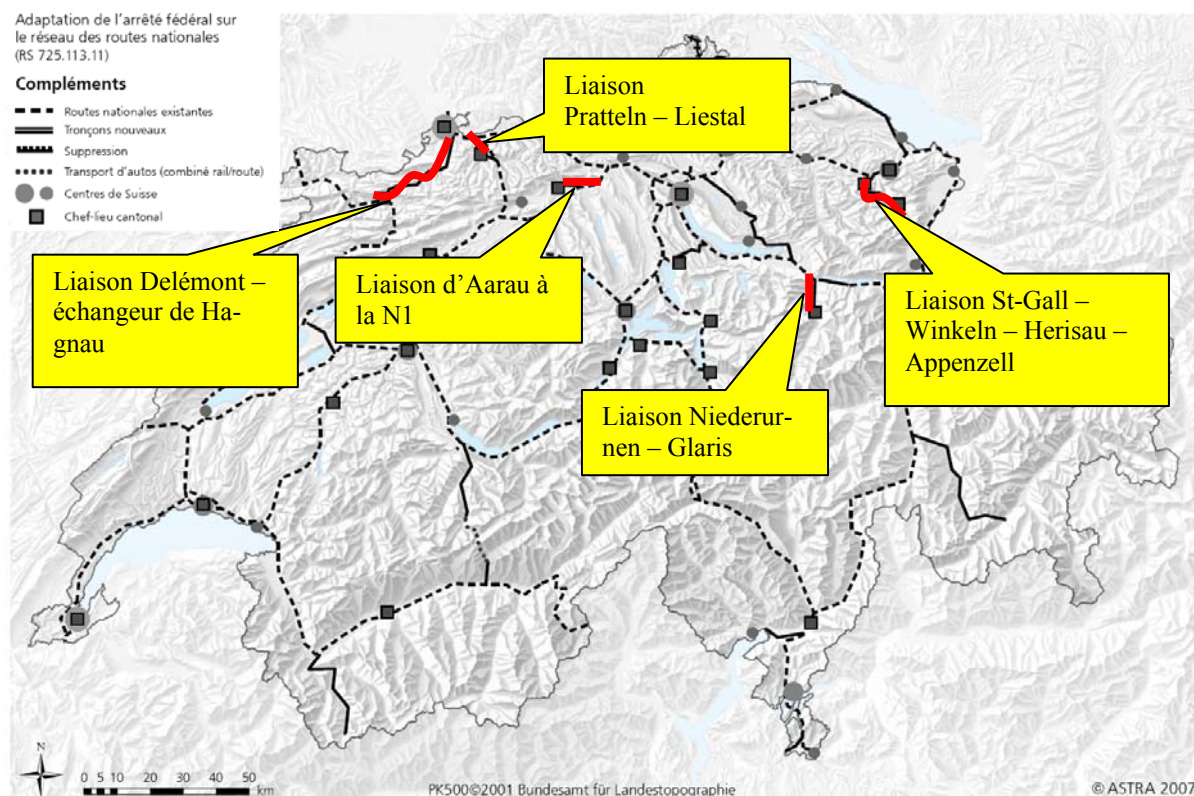 Adaptation de l'arrêté fédéral sur
le réseau des routes nationales
(RS 725.113.11)
Compléments
Routes nationales existantes
Tronçons nouveaux
Suppression
Transport d'autos (combiné rail/route)
Centres de Suisse
Chef-lieu cantonal
Liaison
Pratteln – Liestal
Liaison Delémont –
échangeur de Ha-
gnau
Liaison d'Aarau à
la N1
Liaison St-Gall –
Winkeln – Herisau –
Appenzell
Liaison Niederur-
nen – Glaris
N
0 5 10 20 30 40 50
km
PK500©2001 Bundesamt für Landestopographie
© ASTRA 2007